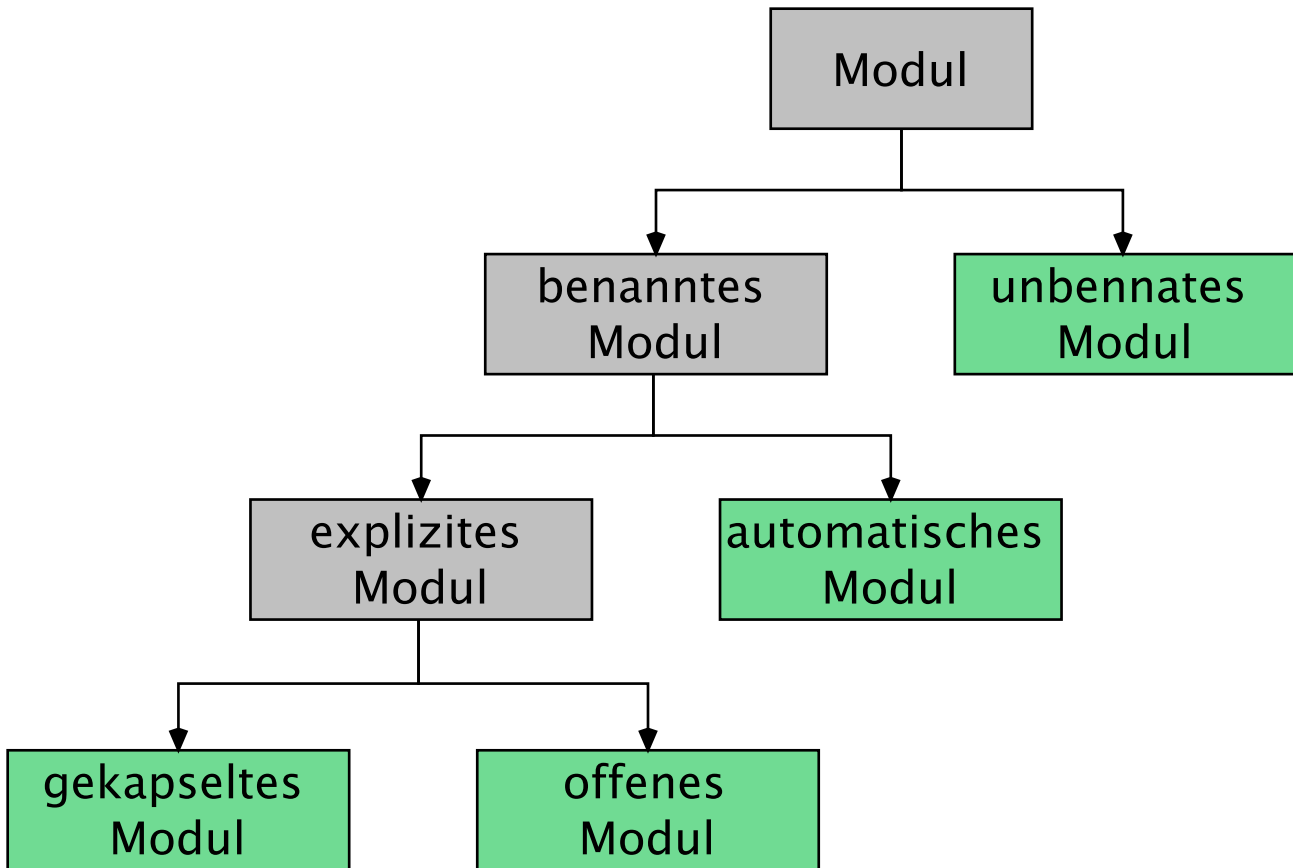 Modul
benanntes
Modul
unbennates
Modul
explizites
Modul
automatisches
Modul
gekapseltes
Modul
offenes
Modul